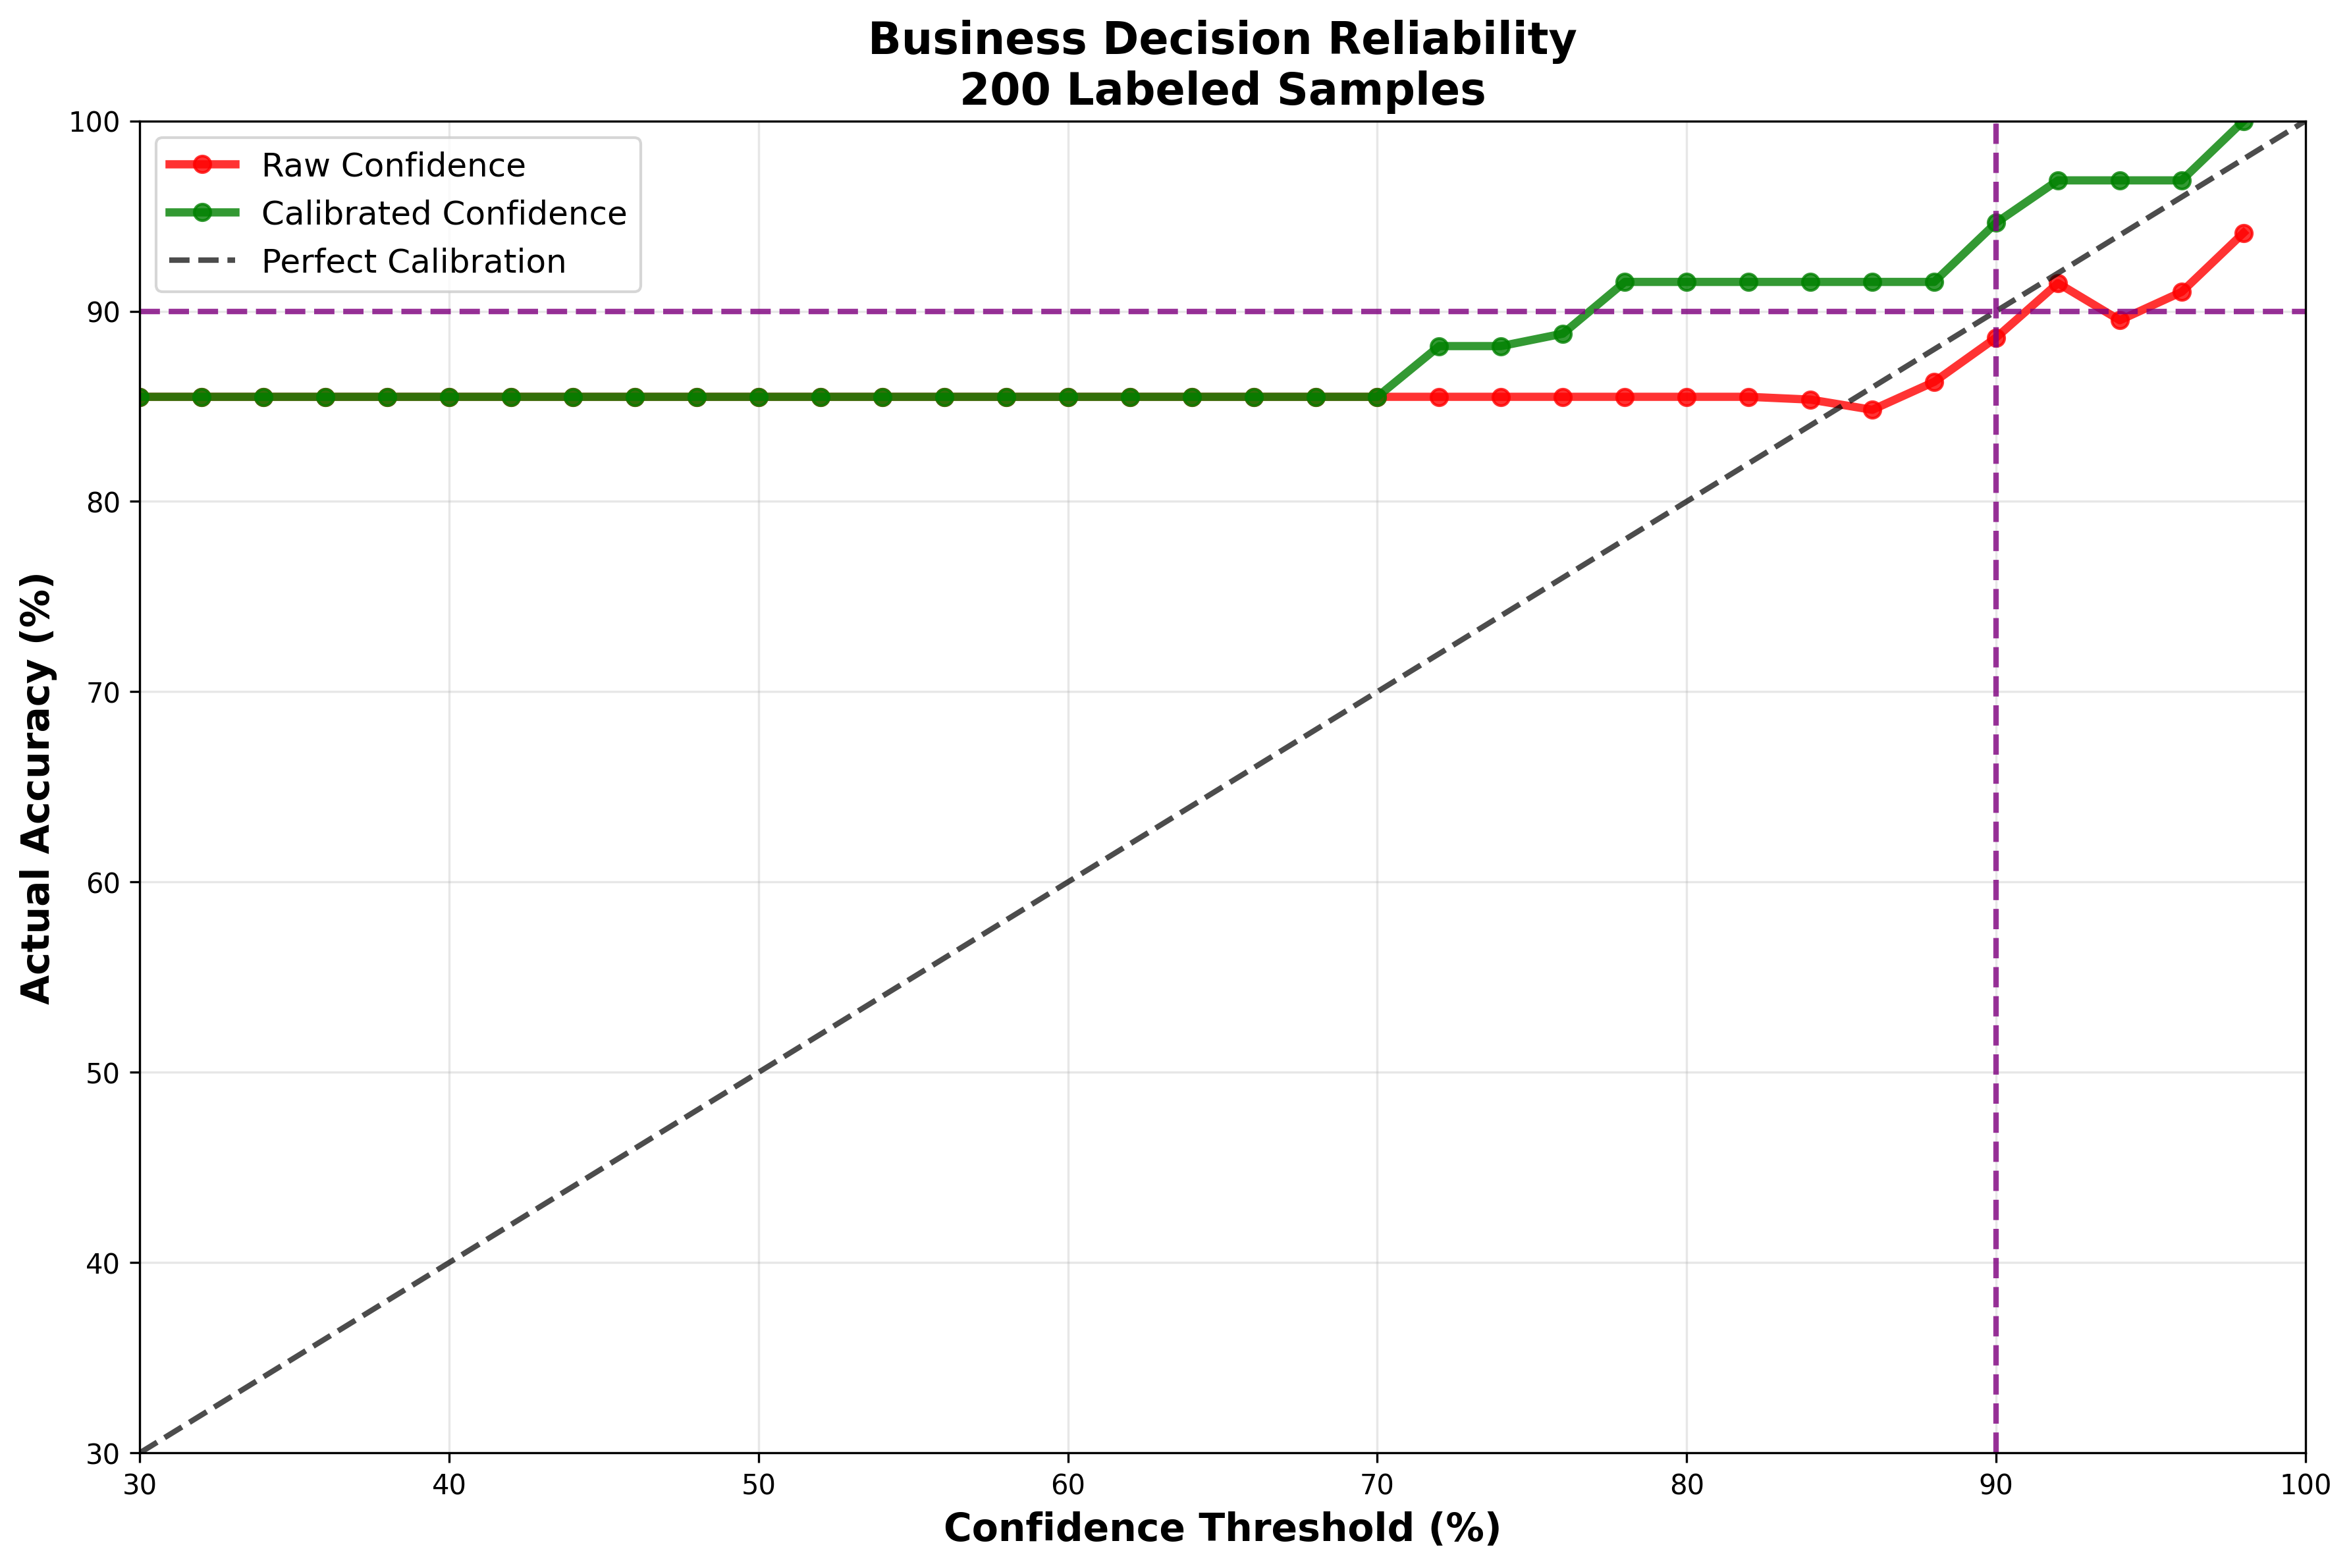 Business Decision Reliability
200 Labeled Samples
Raw Confidence
Calibrated Confidence
Perfect Calibration
Actual Accuracy (%)
100
90
80
70
60
50
40
30
30 40 50 60 70 80 90 100
Confidence Threshold (%)